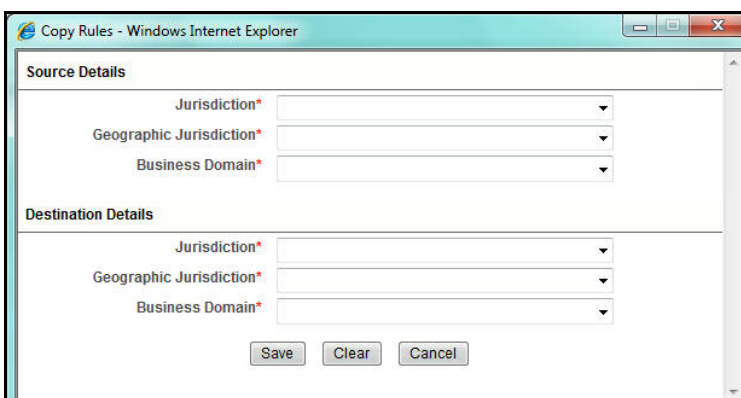 Copy Rules - Windows Internet Explorer
Source Details
Jurisdiction*
Geographic Jurisdiction*
Business Domain*
Destination Details
Jurisdiction*
Geographic Jurisdiction*
Business Domain*
Save Clear Cancel